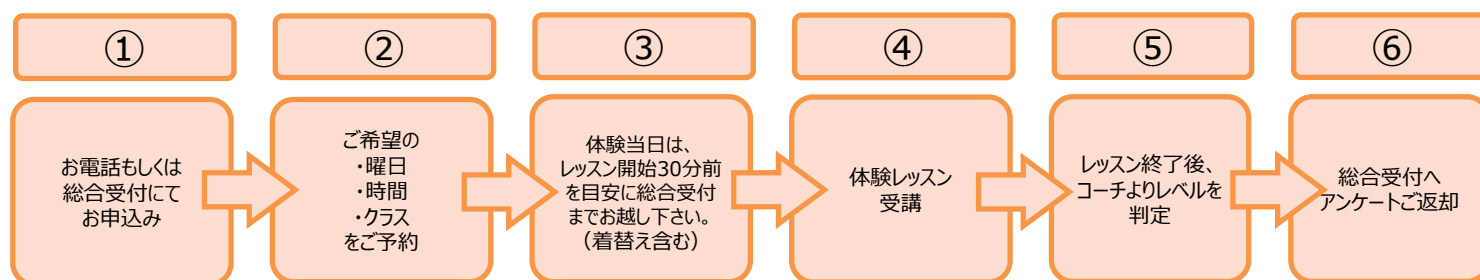 ①
②
③
④
⑤
⑥
お電話もしくは
総合受付にて
お申込み
ご希望の
・曜日
・時間
・クラス
をご予約
体験当日は、
レッスン開始30分前
を目安に総合受付
までお越し下さい。
（着替え含む）
体験レッスン
受講
レッスン終了後、
コーチよりレベルを
判定
総合受付へ
アンケートご返却